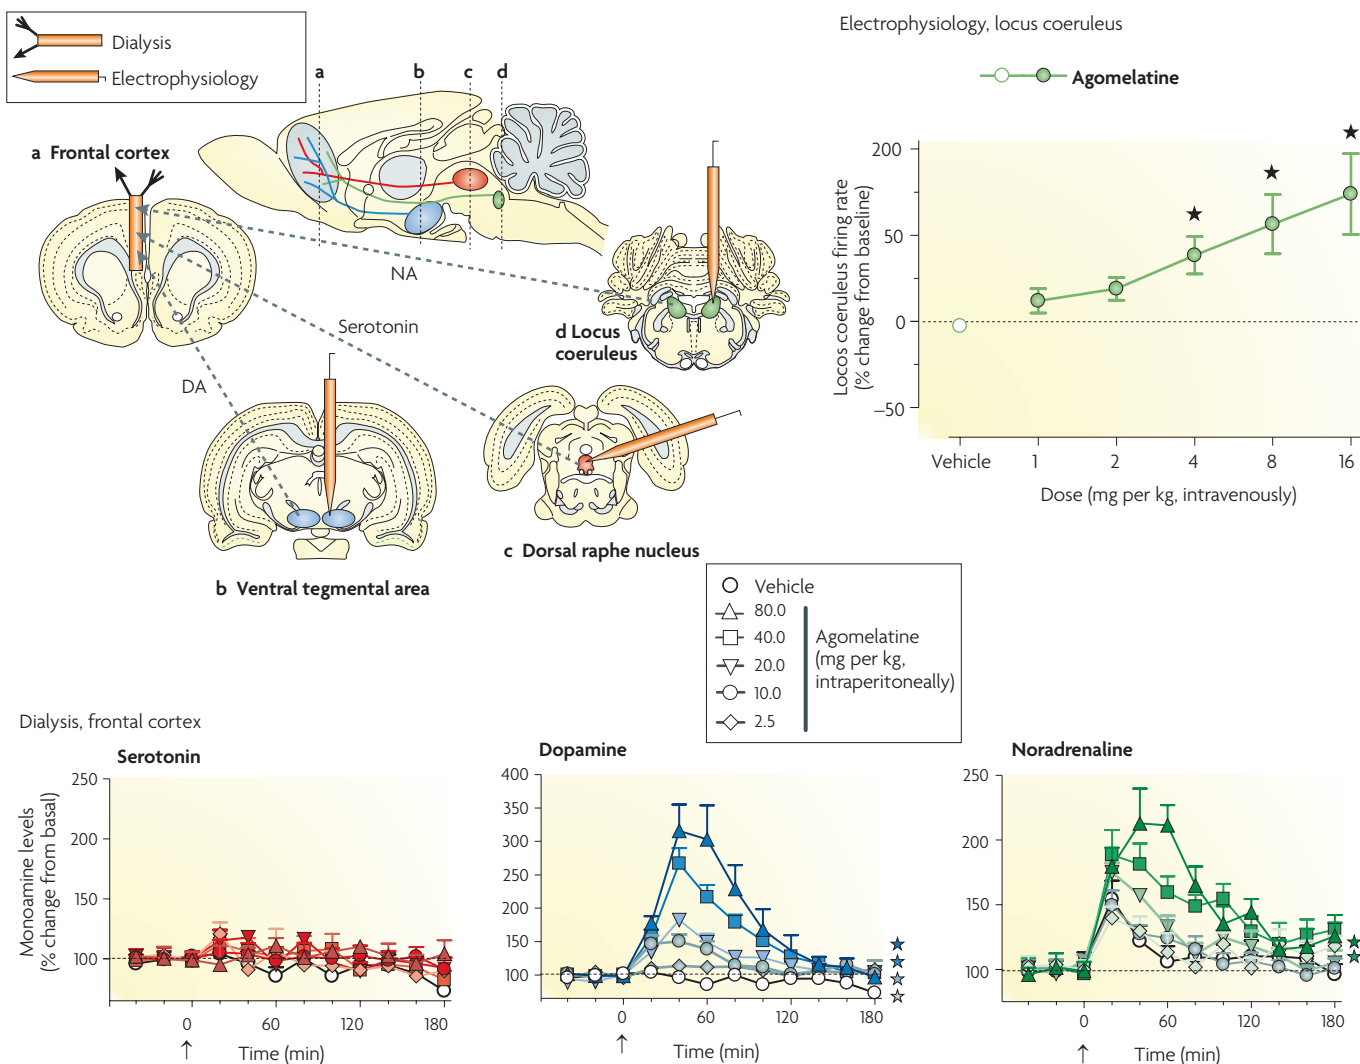 Dialysis
Electrophysiology
a
b
c
d
a Frontal cortex
NA
Serotonin
DA
d Locus
coeruleus
c Dorsal raphe nucleus
b Ventral tegmental area
Electrophysiology, locus coeruleus
Agomelatine
Locos coeruleus firing rate
(% change from baseline)
200
50
0
–50
Vehicle
1
2
4
8
16
Dose (mg per kg, intravenously)
Vehicle
80.0
40.0
20.0
10.0
2.5
Agomelatine
(mg per kg,
intraperitoneally)
Dialysis, frontal cortex
Serotonin
Monoamine levels
(% change from basal)
250
200
150
100
0
60
120
180
Time (min)
Dopamine
400
350
300
250
200
150
100
0
60
120
180
Time (min)
Noradrenaline
250
200
150
100
0
60
120
180
Time (min)